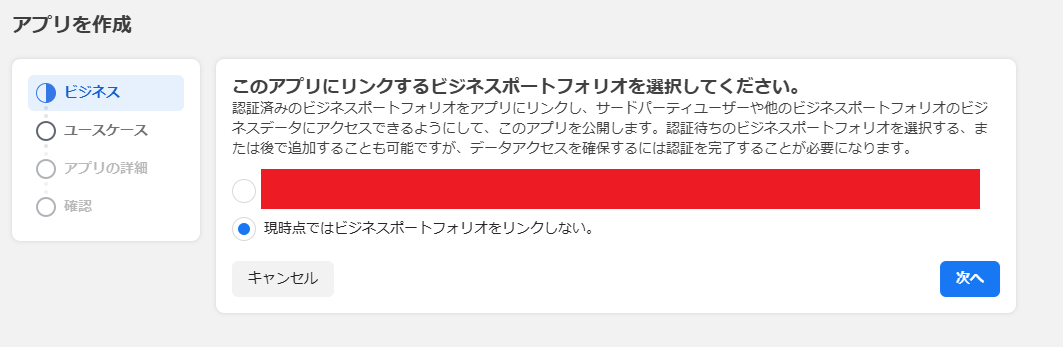 アプリを作成
ビジネス
ユースケース
アプリの詳細
確認
このアプリにリンクするビジネスポートフォリオを選択してください。
認証済みのビジネスポートフォリオをアプリにリンクし、サードパーティユーザーや他のビジネスポートフォリオのビジ
ネスデータにアクセスできるようにして、このアプリを公開します。認証待ちのビジネスポートフォリオを選択する、ま
たは後で追加することも可能ですが、データアクセスを確保するには認証を完了することが必要になります。
現時点ではビジネスポートフォリオをリンクしない。
キャンセル
次へ